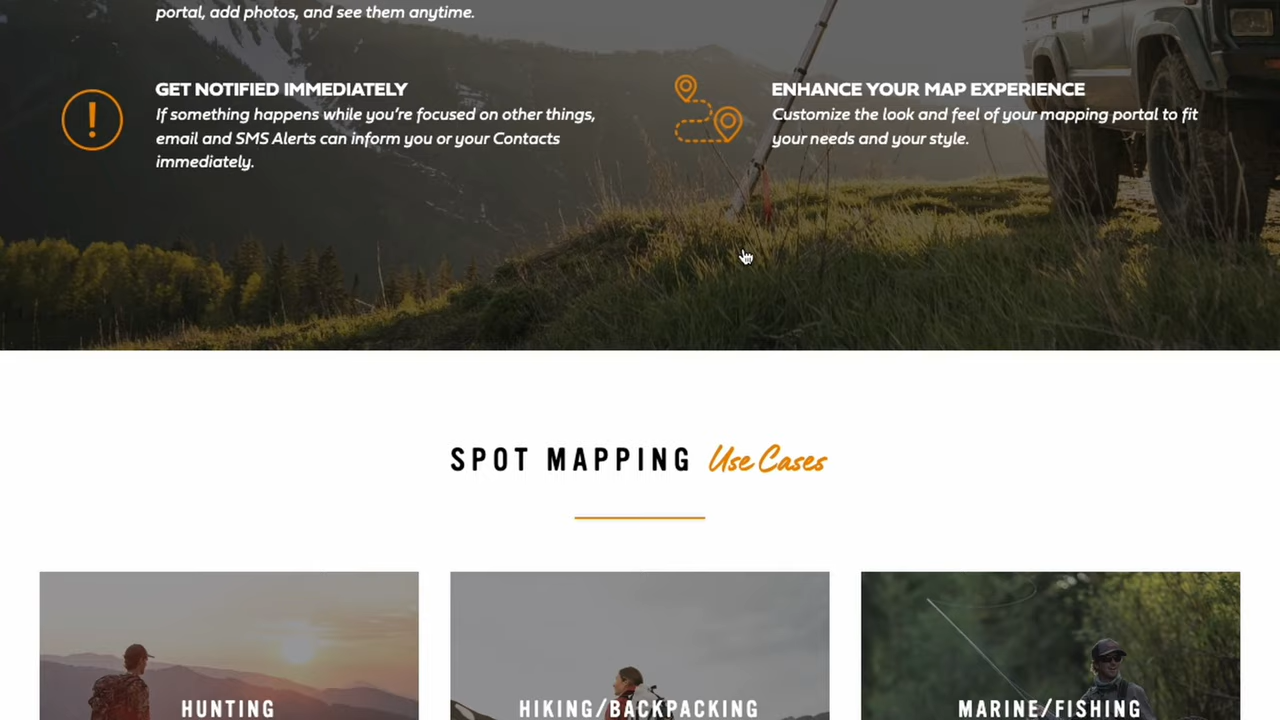 portal, add photos, and see them anytime.
GET NOTIFIED IMMEDIATELY
If something happens while you're focused on other things,
email and SMS Alerts can inform you or your Contacts
immediately.
ENHANCE YOUR MAP EXPERIENCE
Customize the look and feel of your mapping portal to fit
your needs and your style.
SPOT MAPPING Use Cases
HUNTING
HIKING/BACKPACKING
MARINE/FISHING